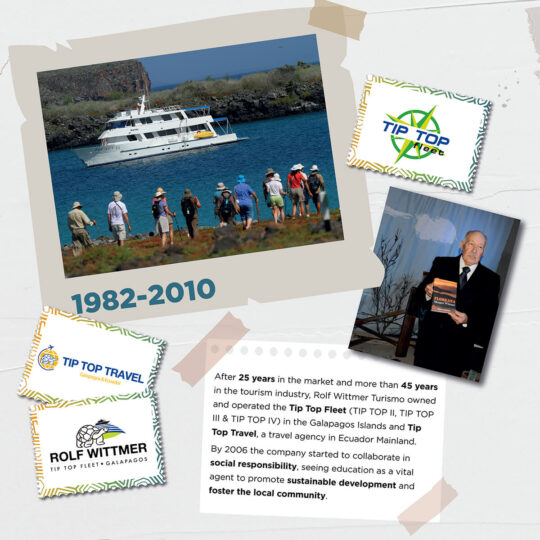 TIP TOP
fleet
FLOREANA
1982-2010
TIP TOP TRAVEL
Galapagos & Ecuador
ROLF WITTMER
TIP TOP FLEET • GALAPAGOS
After 25 years in the market and more than 45 years
in the tourism industry, Rolf Wittmer Turismo owned
and operated the Tip Top Fleet (TIP TOP II, TIP TOP
III & TIP TOP IV) in the Galapagos Islands and Tip
Top Travel, a travel agency in Ecuador Mainland.
By 2006 the company started to collaborate in
social responsibility, seeing education as a vital
agent to promote sustainable development and
foster the local community.